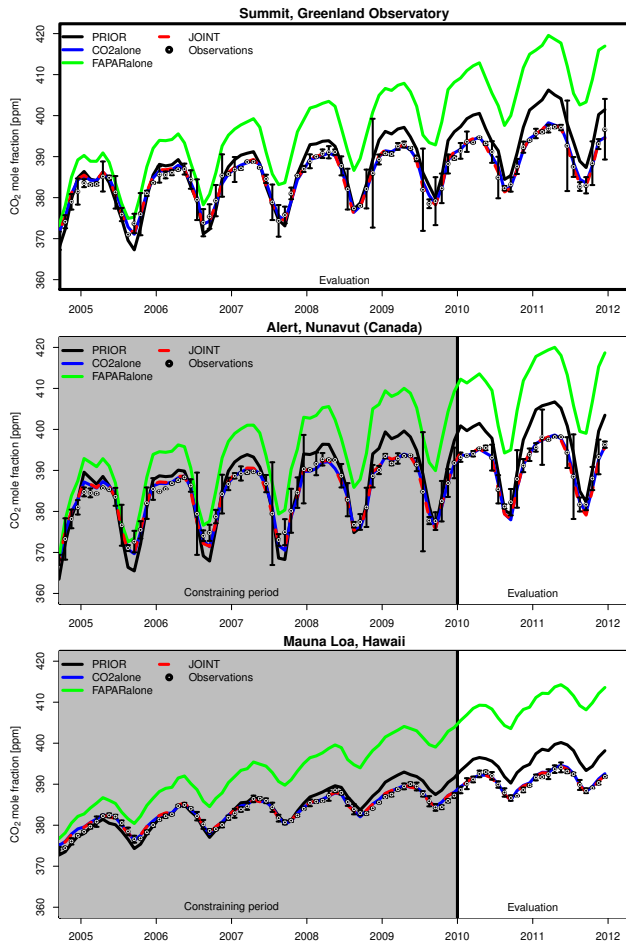 Summit, Greenland Observatory
PRIOR
CO2alone
FAPARalone
JOINT
Observations
CO₂ mole fraction [ppm]
360 370 380 390 400 410 420
Evaluation
2005 2006 2007 2008 2009 2010 2011 2012
Alert, Nunavut (Canada)
PRIOR
CO2alone
FAPARalone
JOINT
Observations
CO₂ mole fraction [ppm]
360 370 380 390 400 410 420
Constraining period
Evaluation
2005 2006 2007 2008 2009 2010 2011 2012
Mauna Loa, Hawaii
PRIOR
CO2alone
FAPARalone
JOINT
Observations
CO₂ mole fraction [ppm]
360 370 380 390 400 410 420
Constraining period
Evaluation
2005 2006 2007 2008 2009 2010 2011 2012